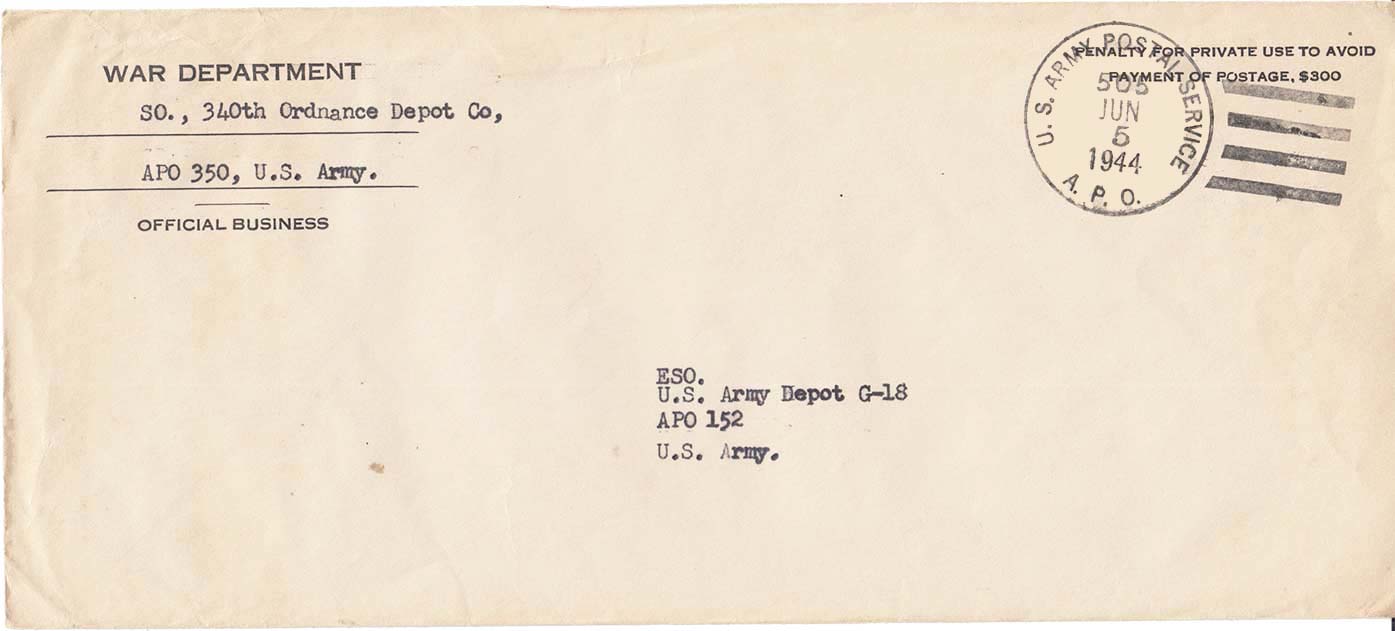 WAR DEPARTMENT
SO., 340th Ordnance Depot Co,
APO 350, U.S. Army.
OFFICIAL BUSINESS
PENALTY FOR PRIVATE USE TO AVOID
PAYMENT OF POSTAGE, $300
U.S. ARMY POSTAL SERVICE
505
JUN
5
1944
A. P. O.
ESO.
U.S. Army Depot G-18
APO 152
U.S. Army.